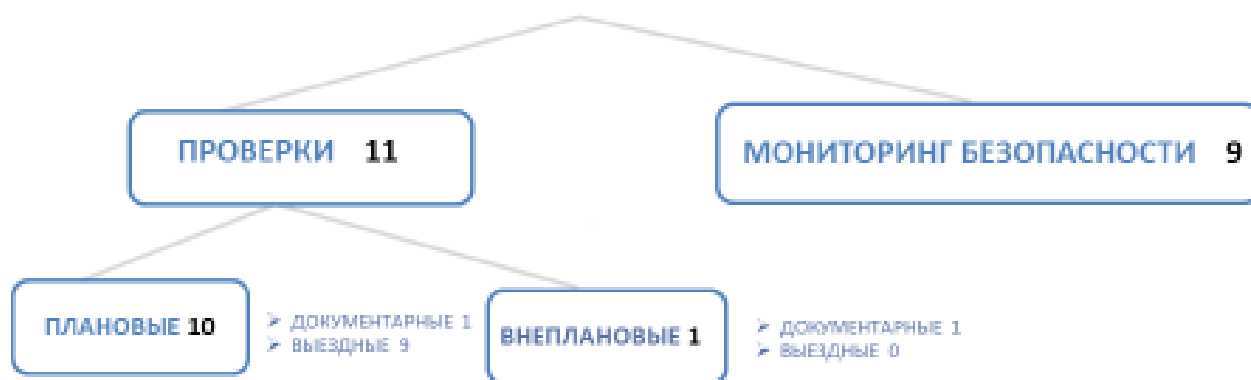 ПРОВЕРКИ 11
МОНИТОРИНГ БЕЗОПАСНОСТИ 9
ПЛАНОВЫЕ 10
➤ ДОКУМЕНТАРНЫЕ 1
➤ ВЫЕЗДНЫЕ 9
ВНЕПЛАНОВЫЕ 1
➤ ДОКУМЕНТАРНЫЕ 1
➤ ВЫЕЗДНЫЕ 0